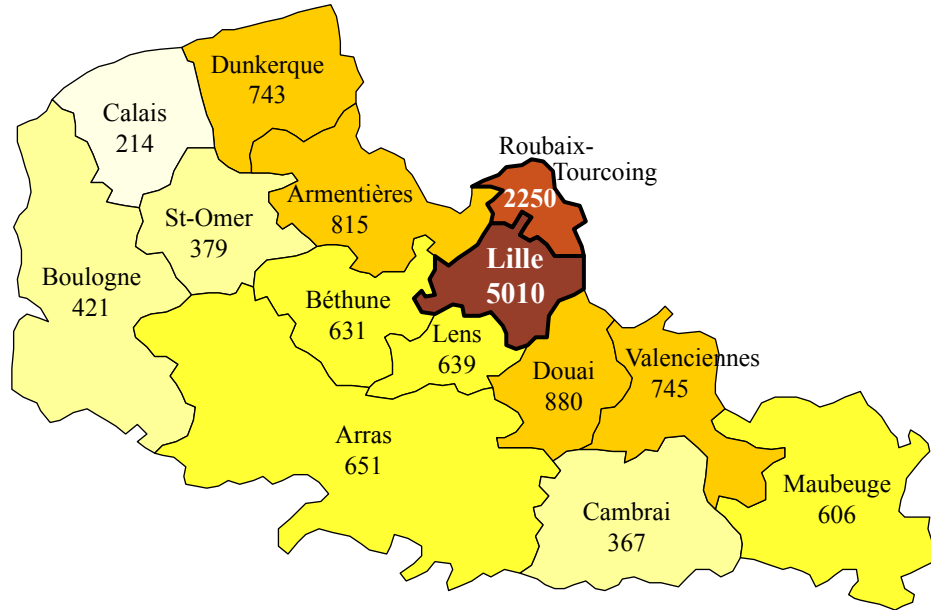 Dunkerque
743
Calais
214
Roubaix-
Tourcoing
2250
Armentières
815
St-Omer
379
Lille
5010
Boulogne
421
Béthune
631
Lens
639
Douai
880
Valenciennes
745
Arras
651
Maubeuge
606
Cambrai
367